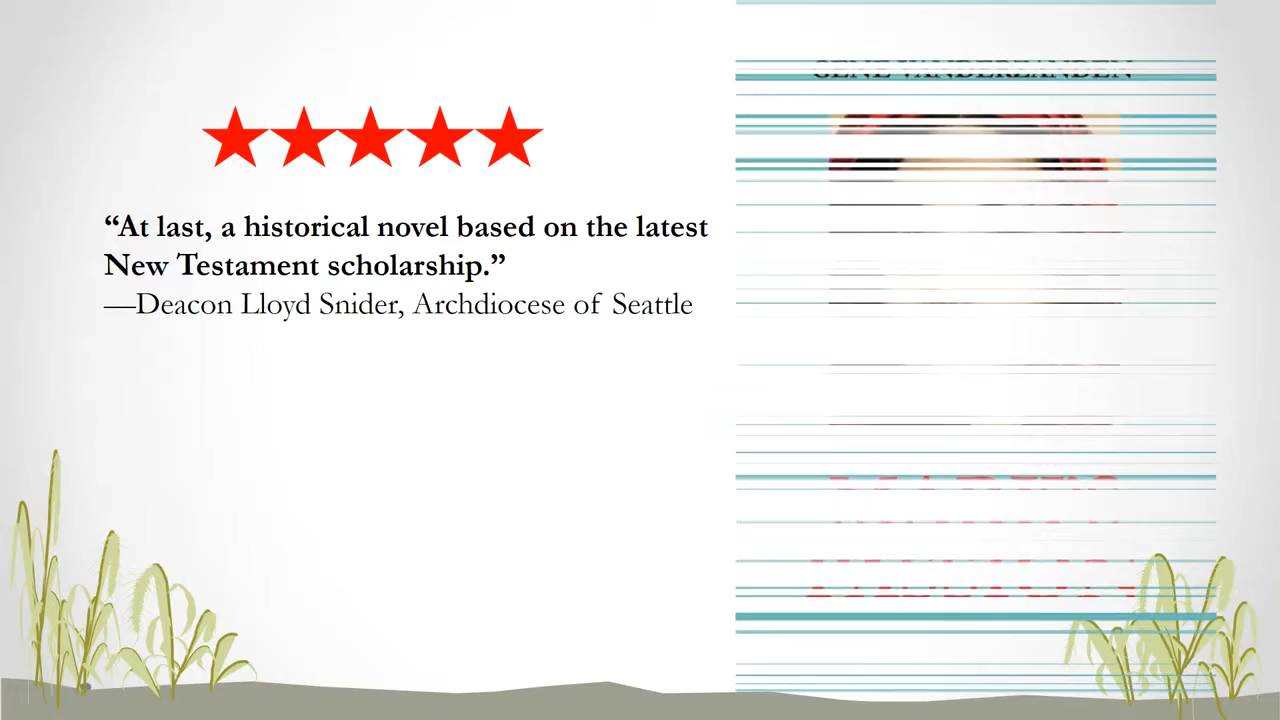 “At last, a historical novel based on the latest
New Testament scholarship.”
—Deacon Lloyd Snider, Archdiocese of Seattle